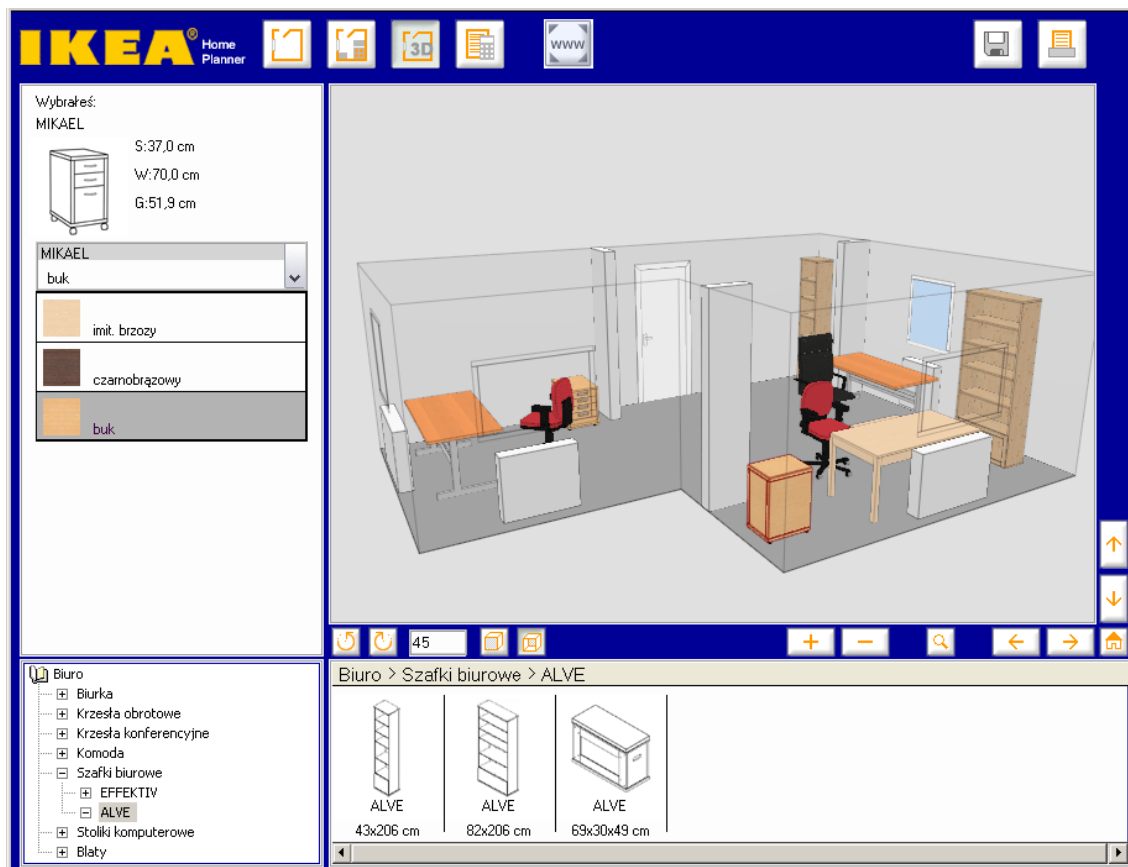 IKEA® Home Planner
3D
www
Wybrałeś:
MIKAEL
S:37,0 cm
W:70,0 cm
G:51,9 cm
MIKAEL
buk
imit. brzozy
czarnobrązowy
buk
45
Biuro
Biurka
Krzesła obrotowe
Krzesła konferencyjne
Komoda
Szafki biurowe
EFFEKTIV
ALVE
Stoliki komputerowe
Blaty
Biuro > Szafki biurowe > ALVE
ALVE
43x206 cm
ALVE
82x206 cm
ALVE
69x30x49 cm